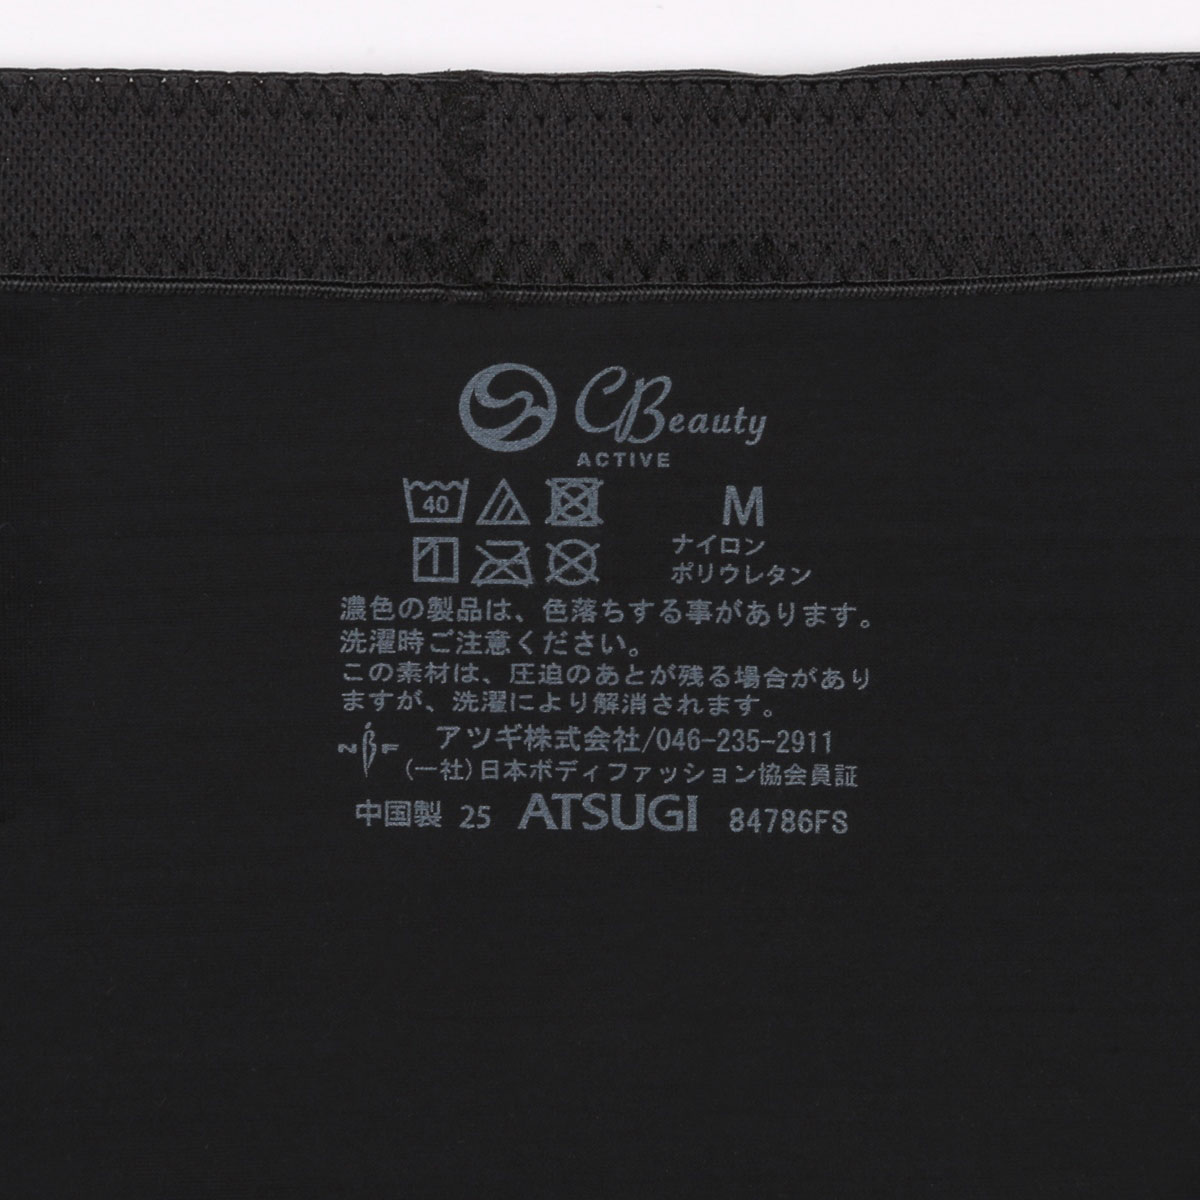 CBeauty
ACTIVE
40
M
ナイロン
ポリウレタン
濃色の製品は、色落ちする事があります。
洗濯時ご注意ください。
この素材は、圧迫のあとが残る場合があり
ますが、洗濯により解消されます。
NBF アツギ株式会社/046-235-2911
(一社)日本ボディファッション協会員証
中国製 25 ATSUGI 84786FS